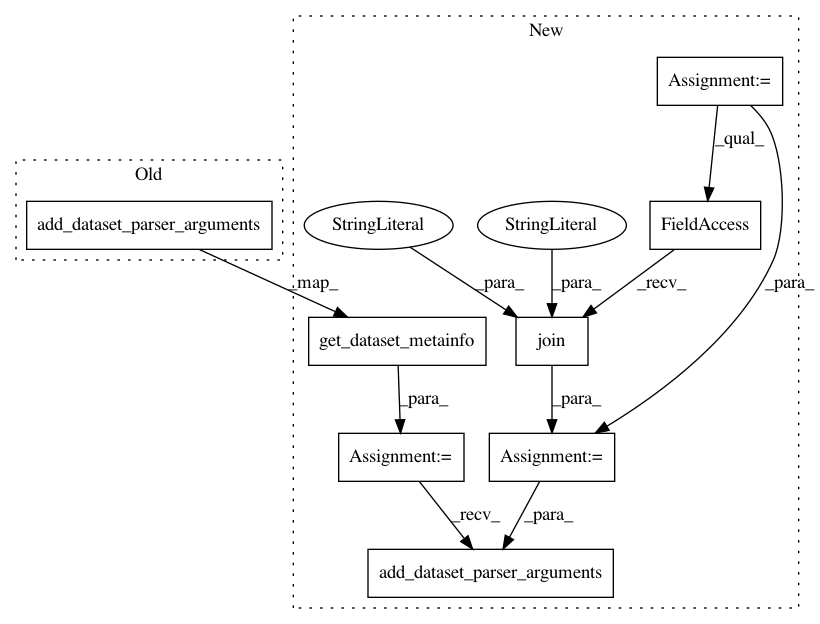 New
Assignment:=
_qual_
Old
add_dataset_parser_arguments
StringLiteral
StringLiteral
FieldAccess
_map_
_para_
_para_
_recv_
_para_
get_dataset_metainfo
join
_para_
_para_
Assignment:=
Assignment:=
_recv_
_para_
add_dataset_parser_arguments